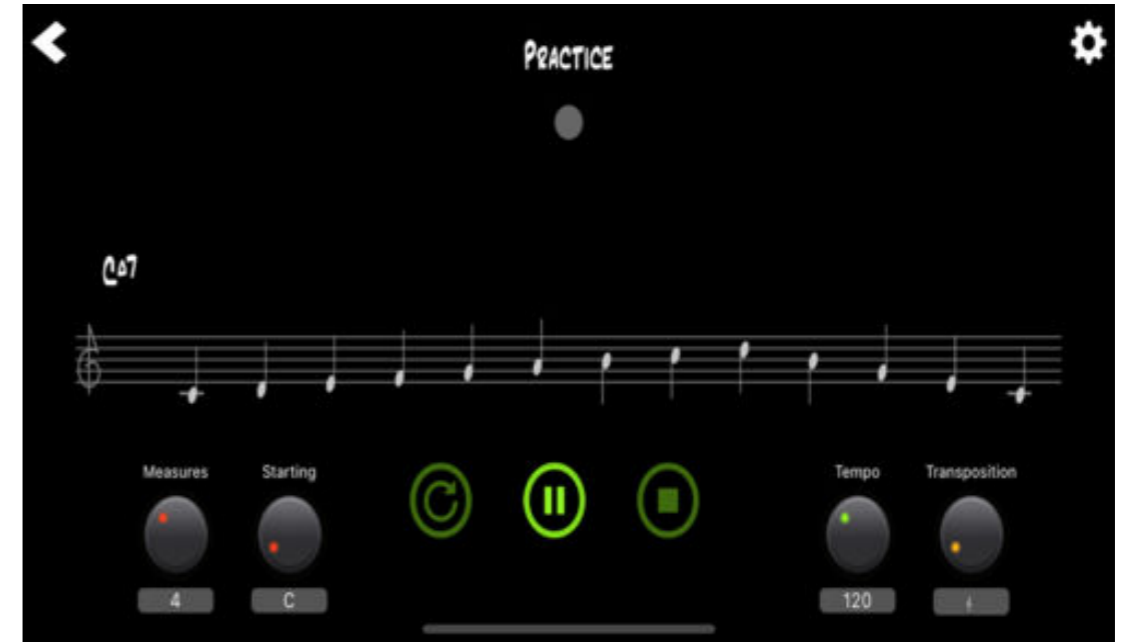 Practice
C△7
Measures
Starting
Tempo
Transposition
4
C
120